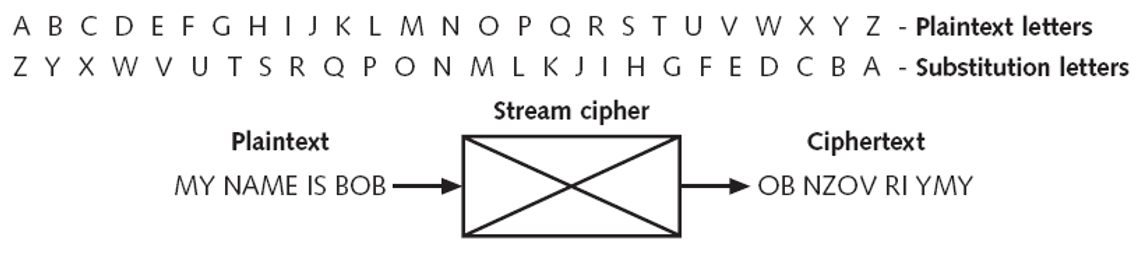 A B C D E F G H I J K L M N O P Q R S T U V W X Y Z - Plaintext letters
Z Y X W V U T S R Q P O N M L K J I H G F E D C B A - Substitution letters
Stream cipher
Plaintext
Ciphertext
MY NAME IS BOB
OB NZOV RI YMY